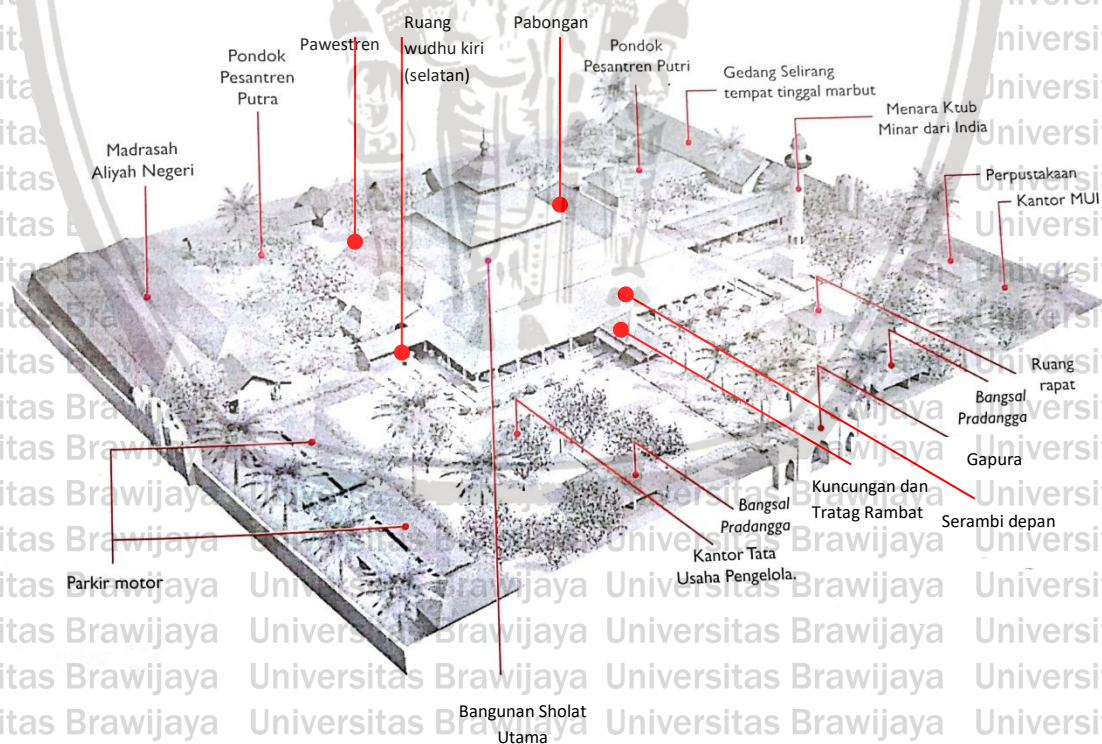 Ruang
wudhu kiri
(selatan)
Pabongan
Pawestren
Pondok
Pesantren
Putra
Pondok
Pesantren Putri
Gedang Selirang
tempat tinggal marbut
Menara Ktub
Minar dari India
Madrasah
Aliyah Negeri
Perpustakaan
Kantor MUI
Ruang
rapat
Bangsal
Pradangga
Gapura
Kuncungan dan
Tratag Rambat
Serambi depan
Bangsal
Pradangga
Kantor Tata
Usaha Pengelola.
Parkir motor
Bangunan Sholat
Utama
Universitas Brawijaya